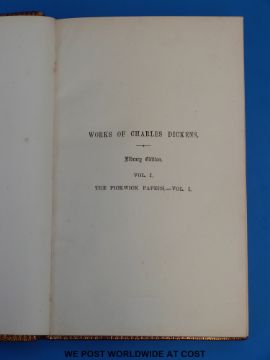 WORKS OF CHARLES DICKENS.
Library Edition.
VOL. I.
THE PICKWICK PAPERS,—VOL. I.
WE POST WORLDWIDE AT COST